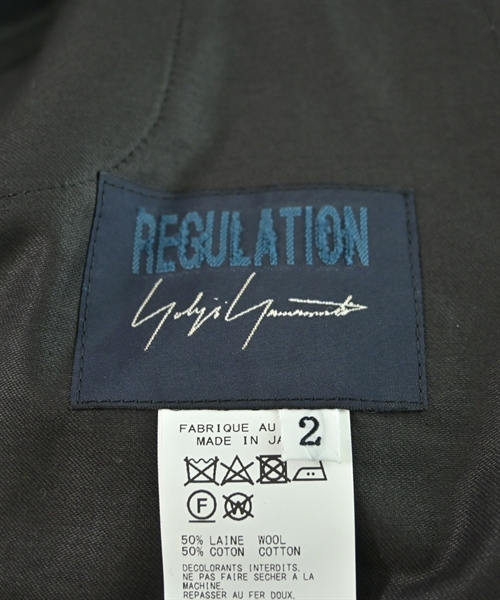 REGULATION
Yohji Yamamoto
FABRIQUE AU
MADE IN JA
2
F W
50% LAINE WOOL
50% COTON COTTON
DECOLORANTS INTERDITS.
NE PAS FAIRE SECHER A LA
MACHINE.
REPASSER AU FER DOUX.